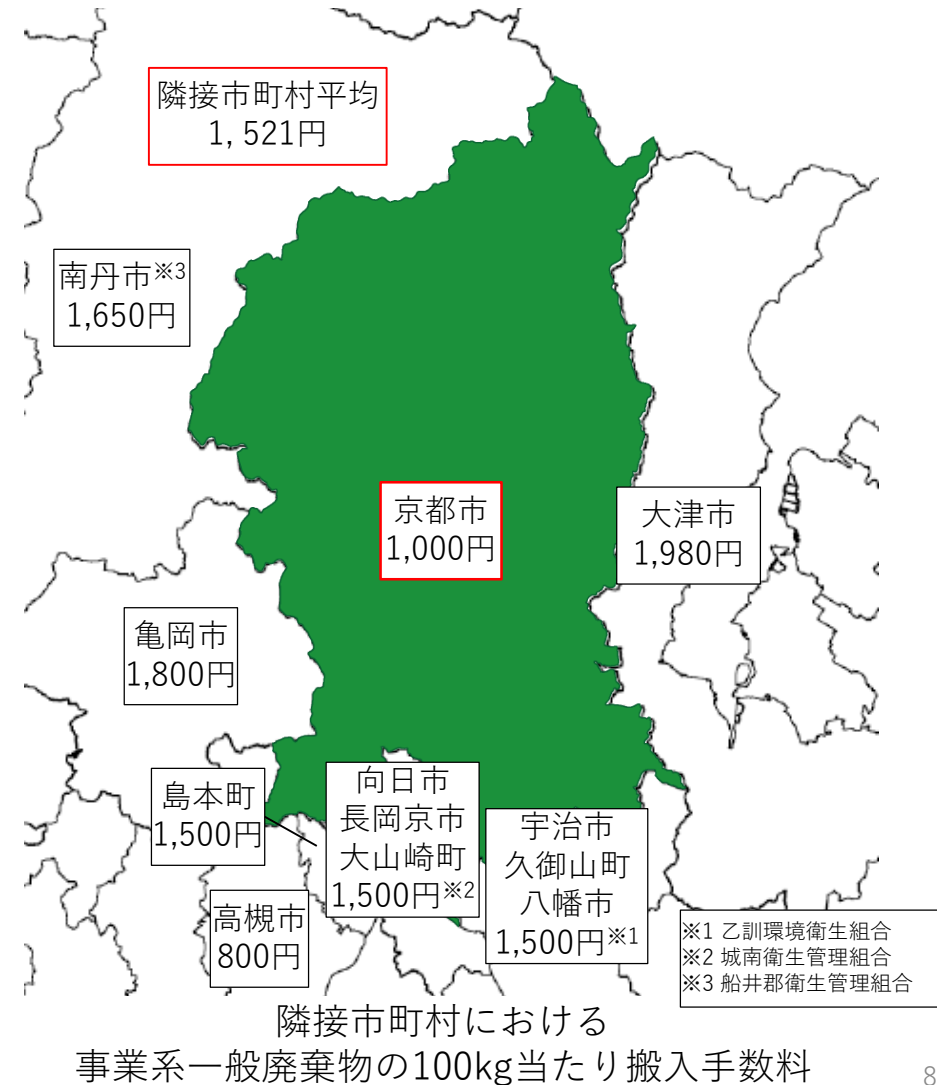 隣接市町村平均
1, 521円
南丹市※3
1,650円
京都市
1,000円
大津市
1,980円
亀岡市
1,800円
島本町
1,500円
向日市
長岡京市
大山崎町
1,500円※2
宇治市
久御山町
八幡市
1,500円※1
高槻市
800円
※1 乙訓環境衛生組合
※2 城南衛生管理組合
※3 船井郡衛生管理組合
隣接市町村における
事業系一般廃棄物の100kg当たり搬入手数料
8